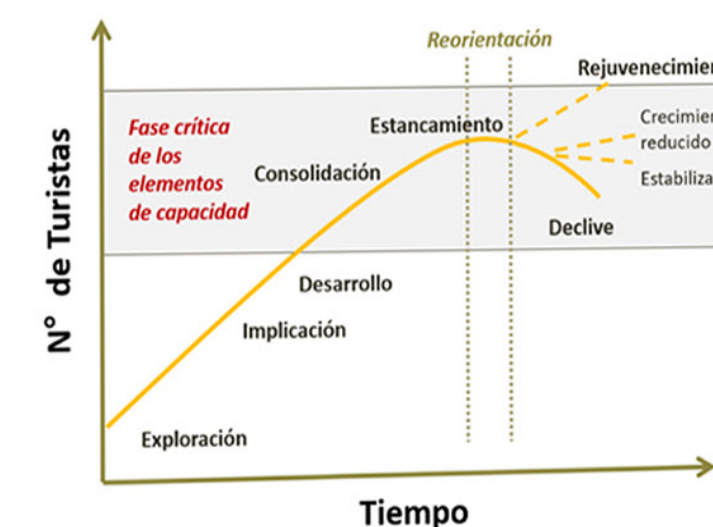 Reorientación
Rejuvenecimien
Fase crítica
de los
elementos
de capacidad
Estancamiento
Crecimien
reducido
Consolidación
Estabiliza
Declive
Desarrollo
Implicación
Exploración
N° de Turistas
Tiempo